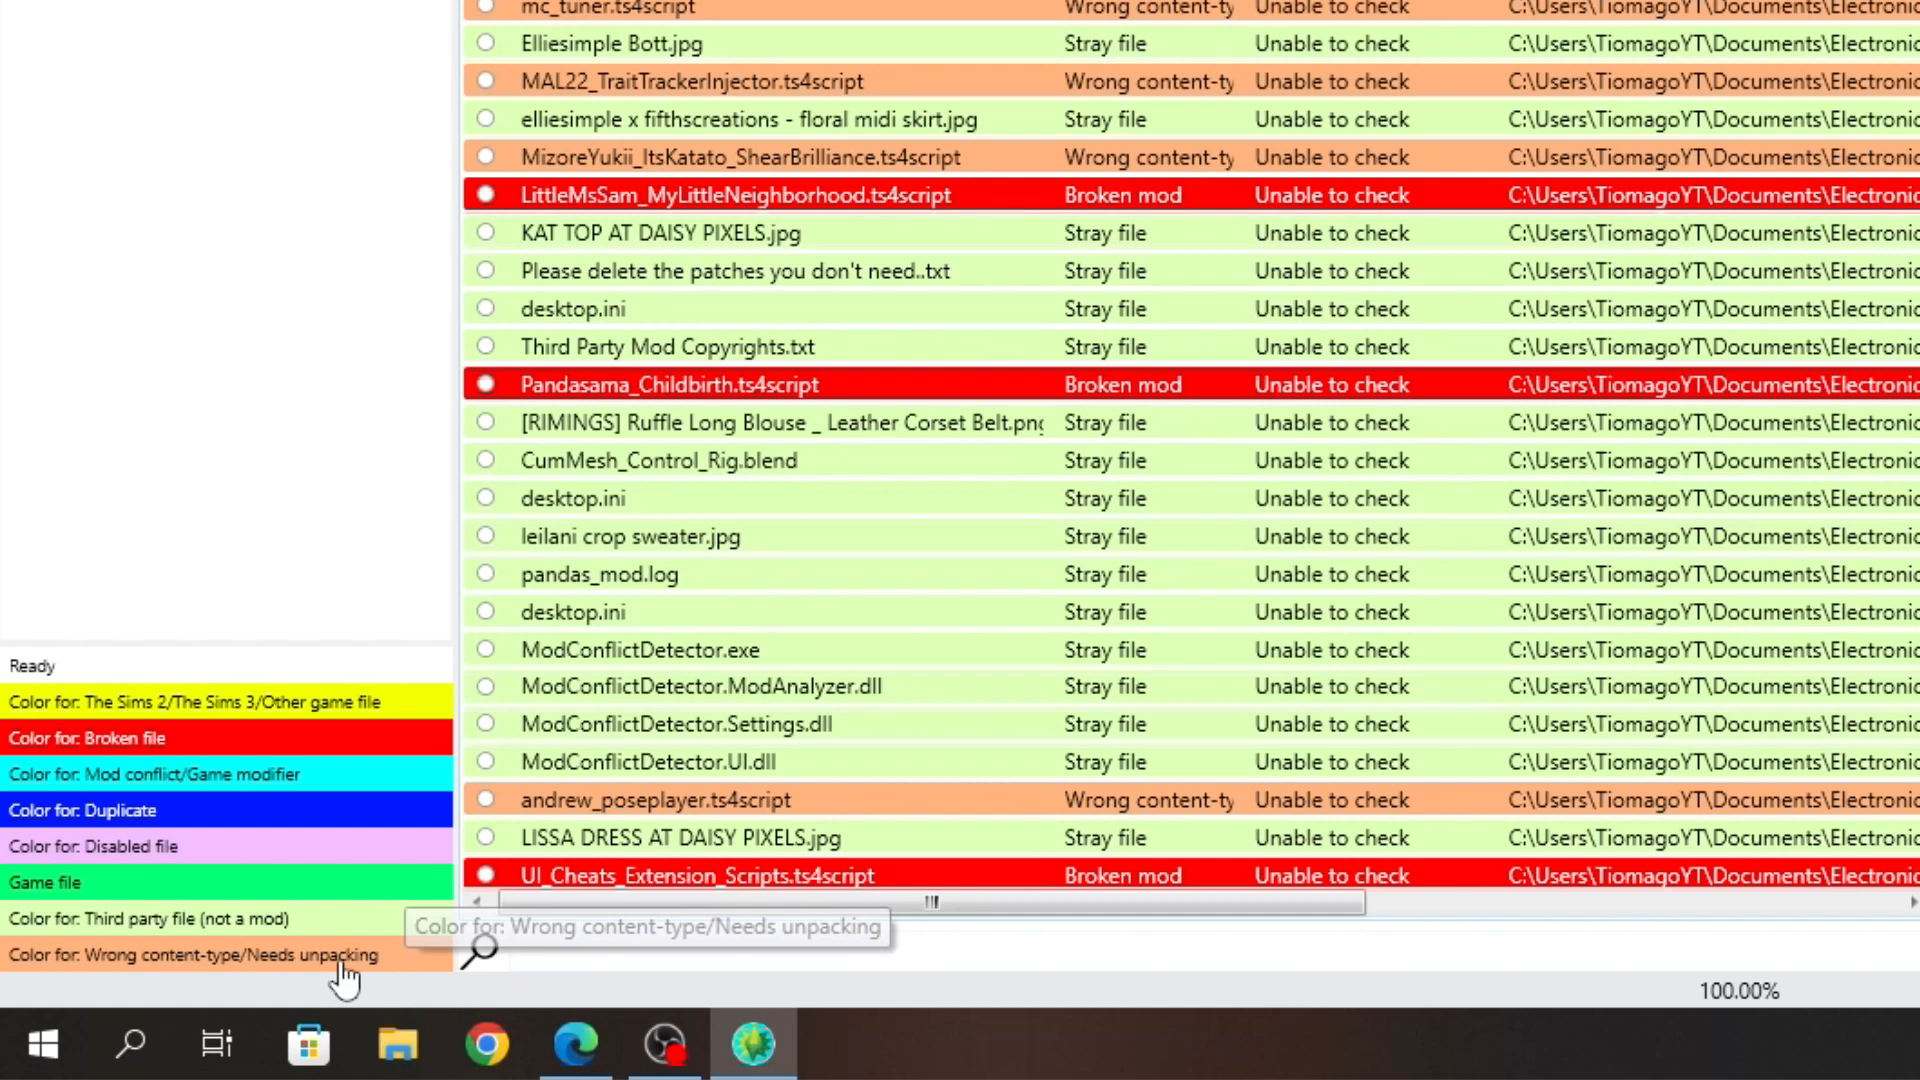 mc_tuner.ts4script Wrong content-ty Unable to check C:\Users\TiomagoYT\Documents\Electronic
Elliesimple Bott.jpg Stray file Unable to check C:\Users\TiomagoYT\Documents\Electronic
MAL22_TraitTrackerInjector.ts4script Wrong content-ty Unable to check C:\Users\TiomagoYT\Documents\Electronic
elliesimple x fifthscreations - floral midi skirt.jpg Stray file Unable to check C:\Users\TiomagoYT\Documents\Electronic
MizoreYukii_ItsKatato_ShearBrilliance.ts4script Wrong content-ty Unable to check C:\Users\TiomagoYT\Documents\Electronic
LittleMsSam_MyLittleNeighborhood.ts4script Broken mod Unable to check C:\Users\TiomagoYT\Documents\Electronic
KAT TOP AT DAISY PIXELS.jpg Stray file Unable to check C:\Users\TiomagoYT\Documents\Electronic
Please delete the patches you don't need..txt Stray file Unable to check C:\Users\TiomagoYT\Documents\Electronic
desktop.ini Stray file Unable to check C:\Users\TiomagoYT\Documents\Electronic
Third Party Mod Copyrights.txt Stray file Unable to check C:\Users\TiomagoYT\Documents\Electronic
Pandasama_Childbirth.ts4script Broken mod Unable to check C:\Users\TiomagoYT\Documents\Electronic
[RIMINGS] Ruffle Long Blouse _ Leather Corset Belt.png Stray file Unable to check C:\Users\TiomagoYT\Documents\Electronic
CumMesh_Control_Rig.blend Stray file Unable to check C:\Users\TiomagoYT\Documents\Electronic
desktop.ini Stray file Unable to check C:\Users\TiomagoYT\Documents\Electronic
leilani crop sweater.jpg Stray file Unable to check C:\Users\TiomagoYT\Documents\Electronic
pandas_mod.log Stray file Unable to check C:\Users\TiomagoYT\Documents\Electronic
desktop.ini Stray file Unable to check C:\Users\TiomagoYT\Documents\Electronic
ModConflictDetector.exe Stray file Unable to check C:\Users\TiomagoYT\Documents\Electronic
ModConflictDetector.ModAnalyzer.dll Stray file Unable to check C:\Users\TiomagoYT\Documents\Electronic
ModConflictDetector.Settings.dll Stray file Unable to check C:\Users\TiomagoYT\Documents\Electronic
ModConflictDetector.UI.dll Stray file Unable to check C:\Users\TiomagoYT\Documents\Electronic
andrew_poseplayer.ts4script Wrong content-ty Unable to check C:\Users\TiomagoYT\Documents\Electronic
LISSA DRESS AT DAISY PIXELS.jpg Stray file Unable to check C:\Users\TiomagoYT\Documents\Electronic
UI_Cheats_Extension_Scripts.ts4script Broken mod Unable to check C:\Users\TiomagoYT\Documents\Electronic
Ready
Color for: The Sims 2/The Sims 3/Other game file
Color for: Broken file
Color for: Mod conflict/Game modifier
Color for: Duplicate
Color for: Disabled file
Game file
Color for: Third party file (not a mod)
Color for: Wrong content-type/Needs unpacking
Color for: Wrong content-type/Needs unpacking
100.00%